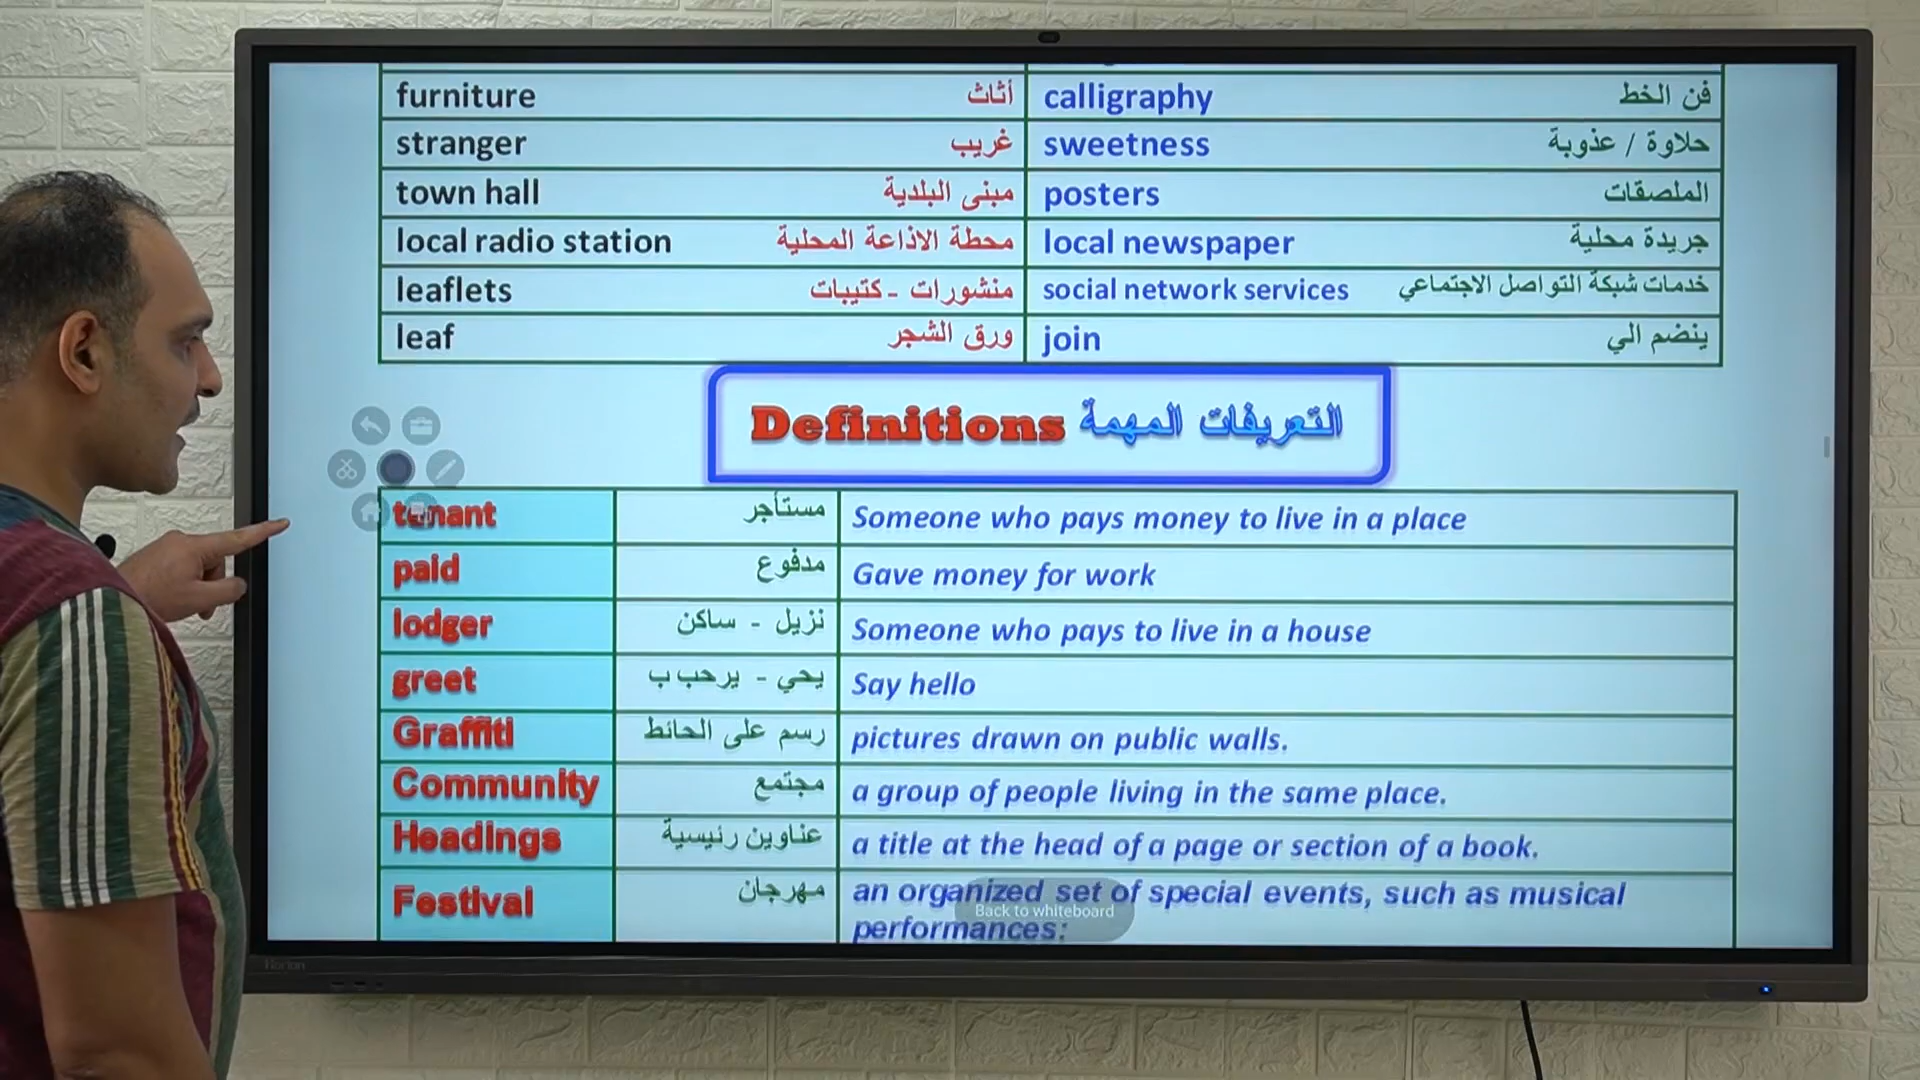 furniture أثاث calligraphy فن الخط
stranger غريب sweetness حلاوة / عذوبة
town hall مبنى البلدية posters الملصقات
local radio station محطة الاذاعة المحلية local newspaper جريدة محلية
leaflets منشورات - كتيبات social network services خدمات شبكة التواصل الاجتماعي
leaf ورق الشجر join ينضم الي
Definitions التعريفات المهمة
tenant مستأجر Someone who pays money to live in a place
paid مدفوع Gave money for work
lodger نزيل - ساكن Someone who pays to live in a house
greet يحي - يرحب ب Say hello
Graffiti رسم على الحائط pictures drawn on public walls.
Community مجتمع a group of people living in the same place.
Headings عناوين رئيسية a title at the head of a page or section of a book.
Festival مهرجان an organized set of special events, such as musical
performances:
Back to whiteboard
Horion